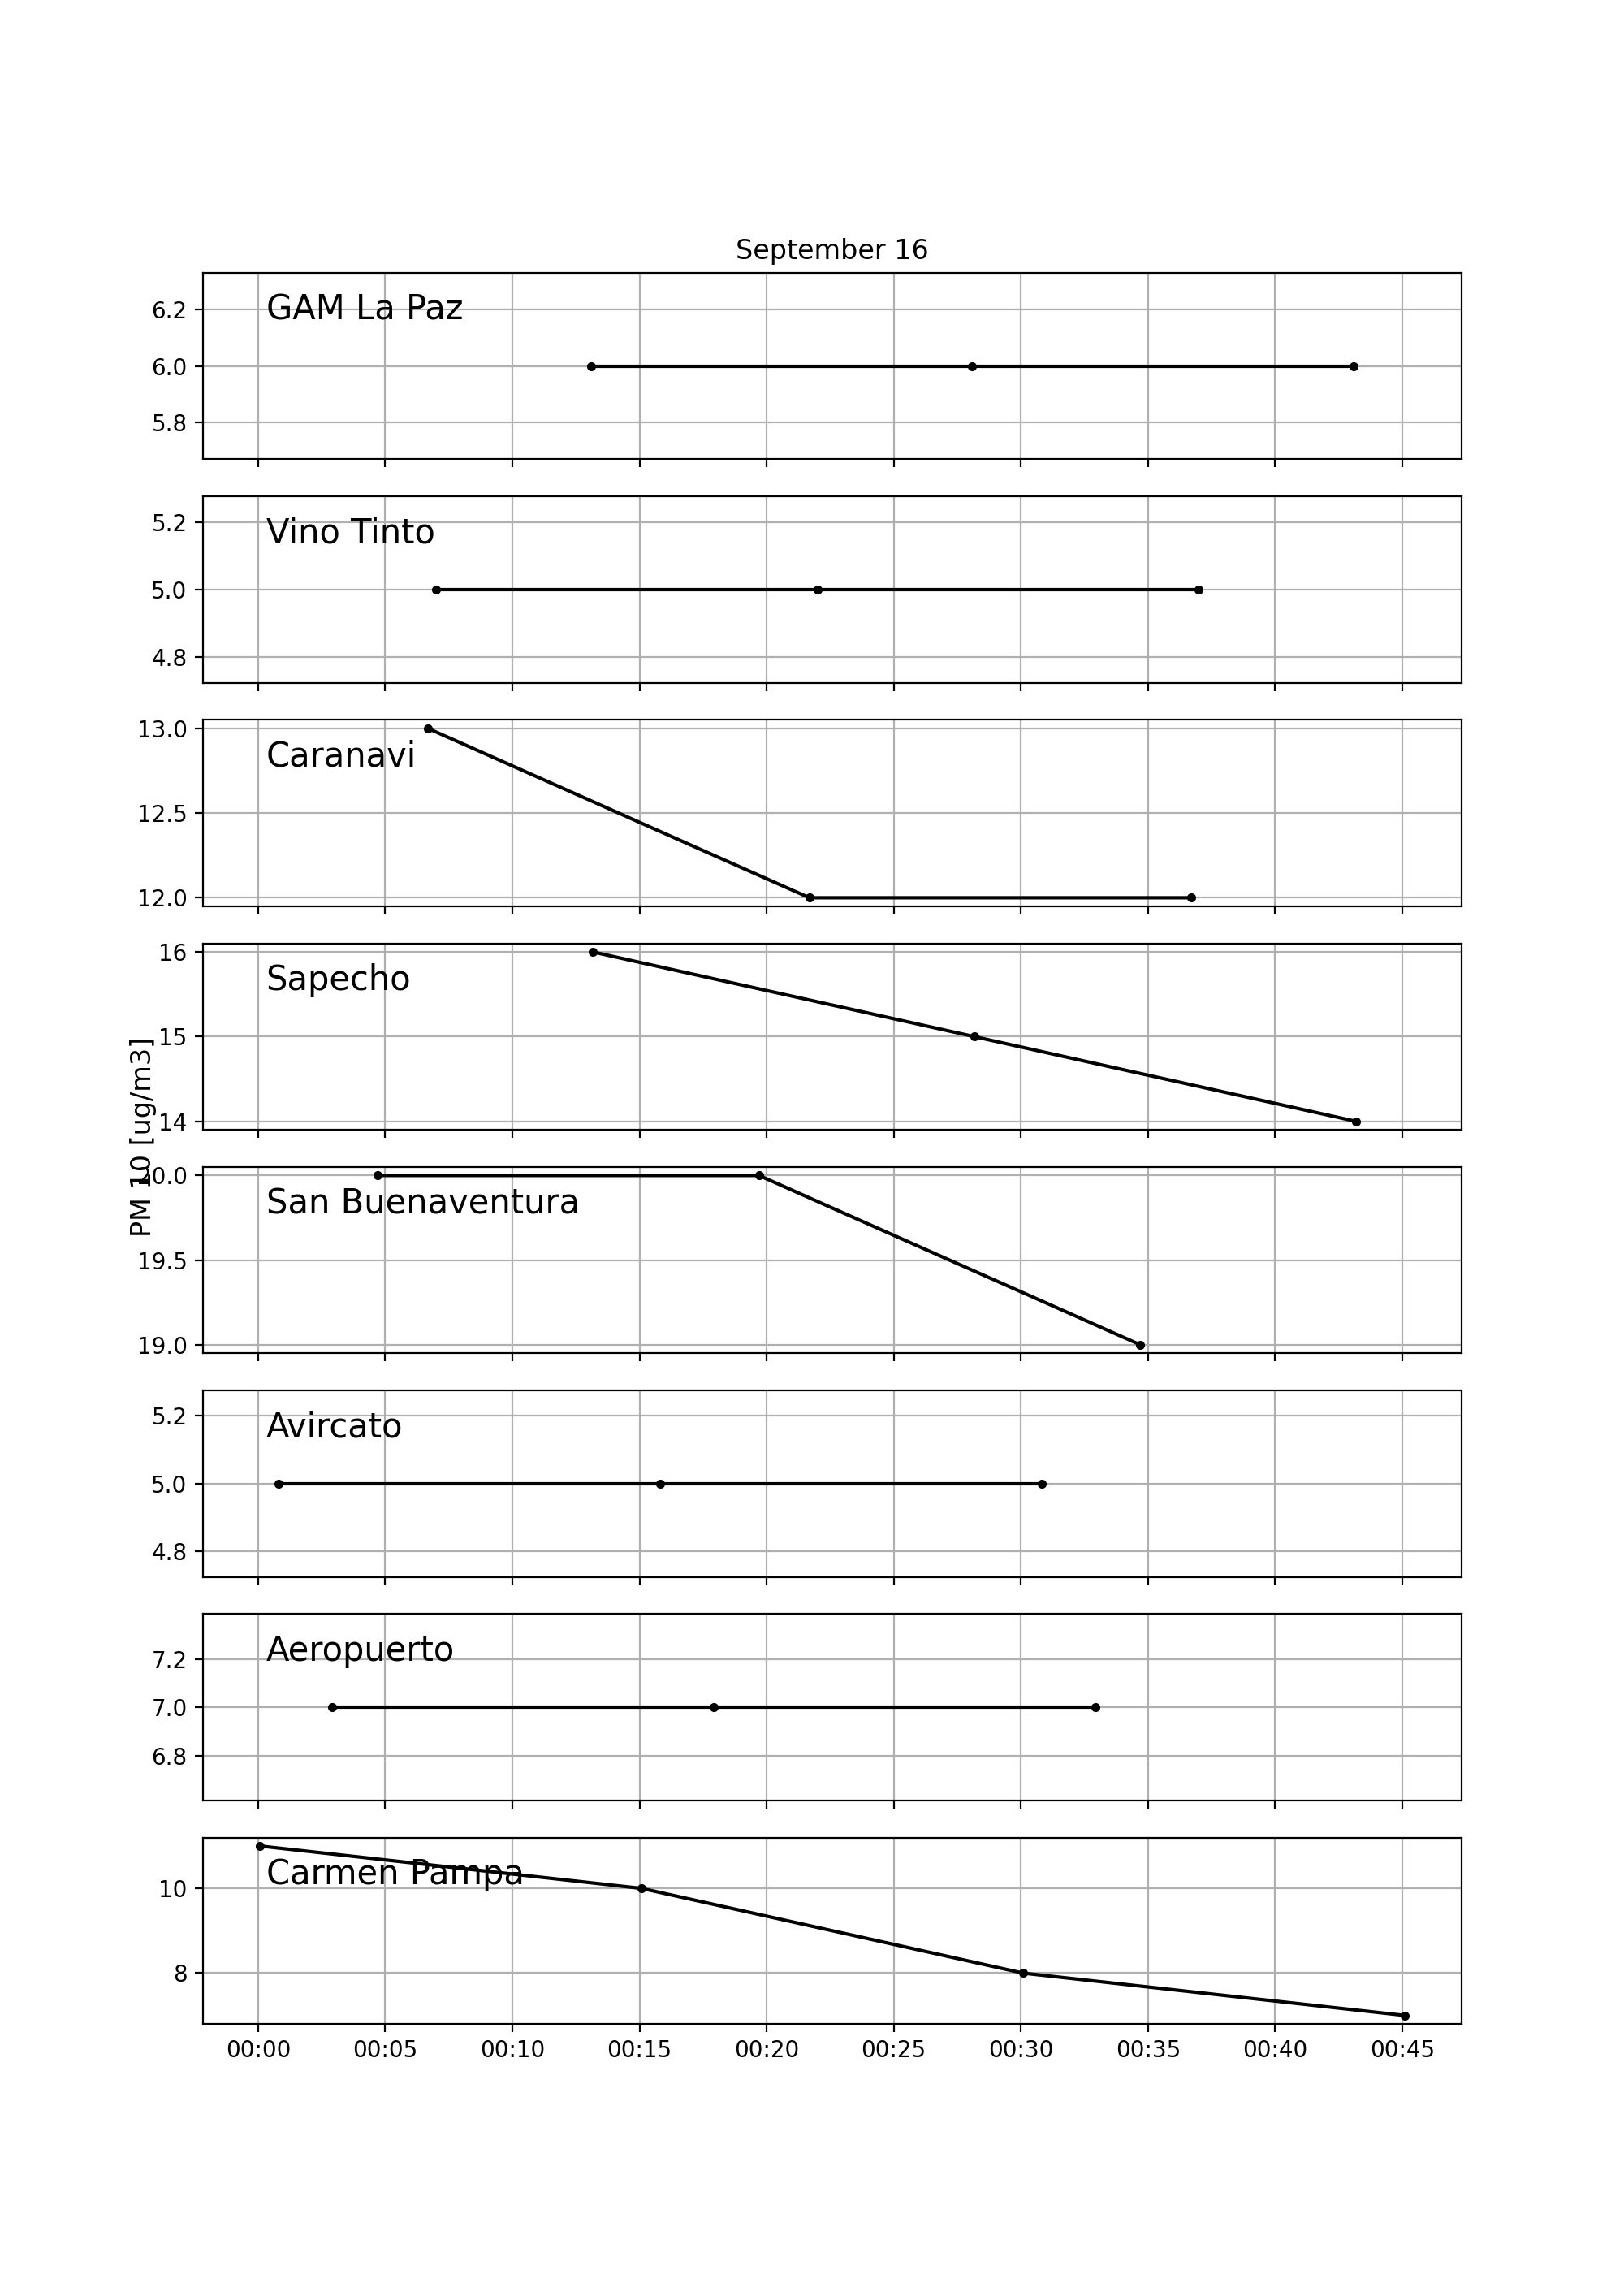 September 16
GAM La Paz
6.2
6.0
5.8
Vino Tinto
5.2
5.0
4.8
Caranavi
13.0
12.5
12.0
Sapecho
16
15
14
PM 10 [ug/m3]
San Buenaventura
20.0
19.5
19.0
Avircato
5.2
5.0
4.8
Aeropuerto
7.2
7.0
6.8
Carmen Pampa
10
8
00:00 00:05 00:10 00:15 00:20 00:25 00:30 00:35 00:40 00:45